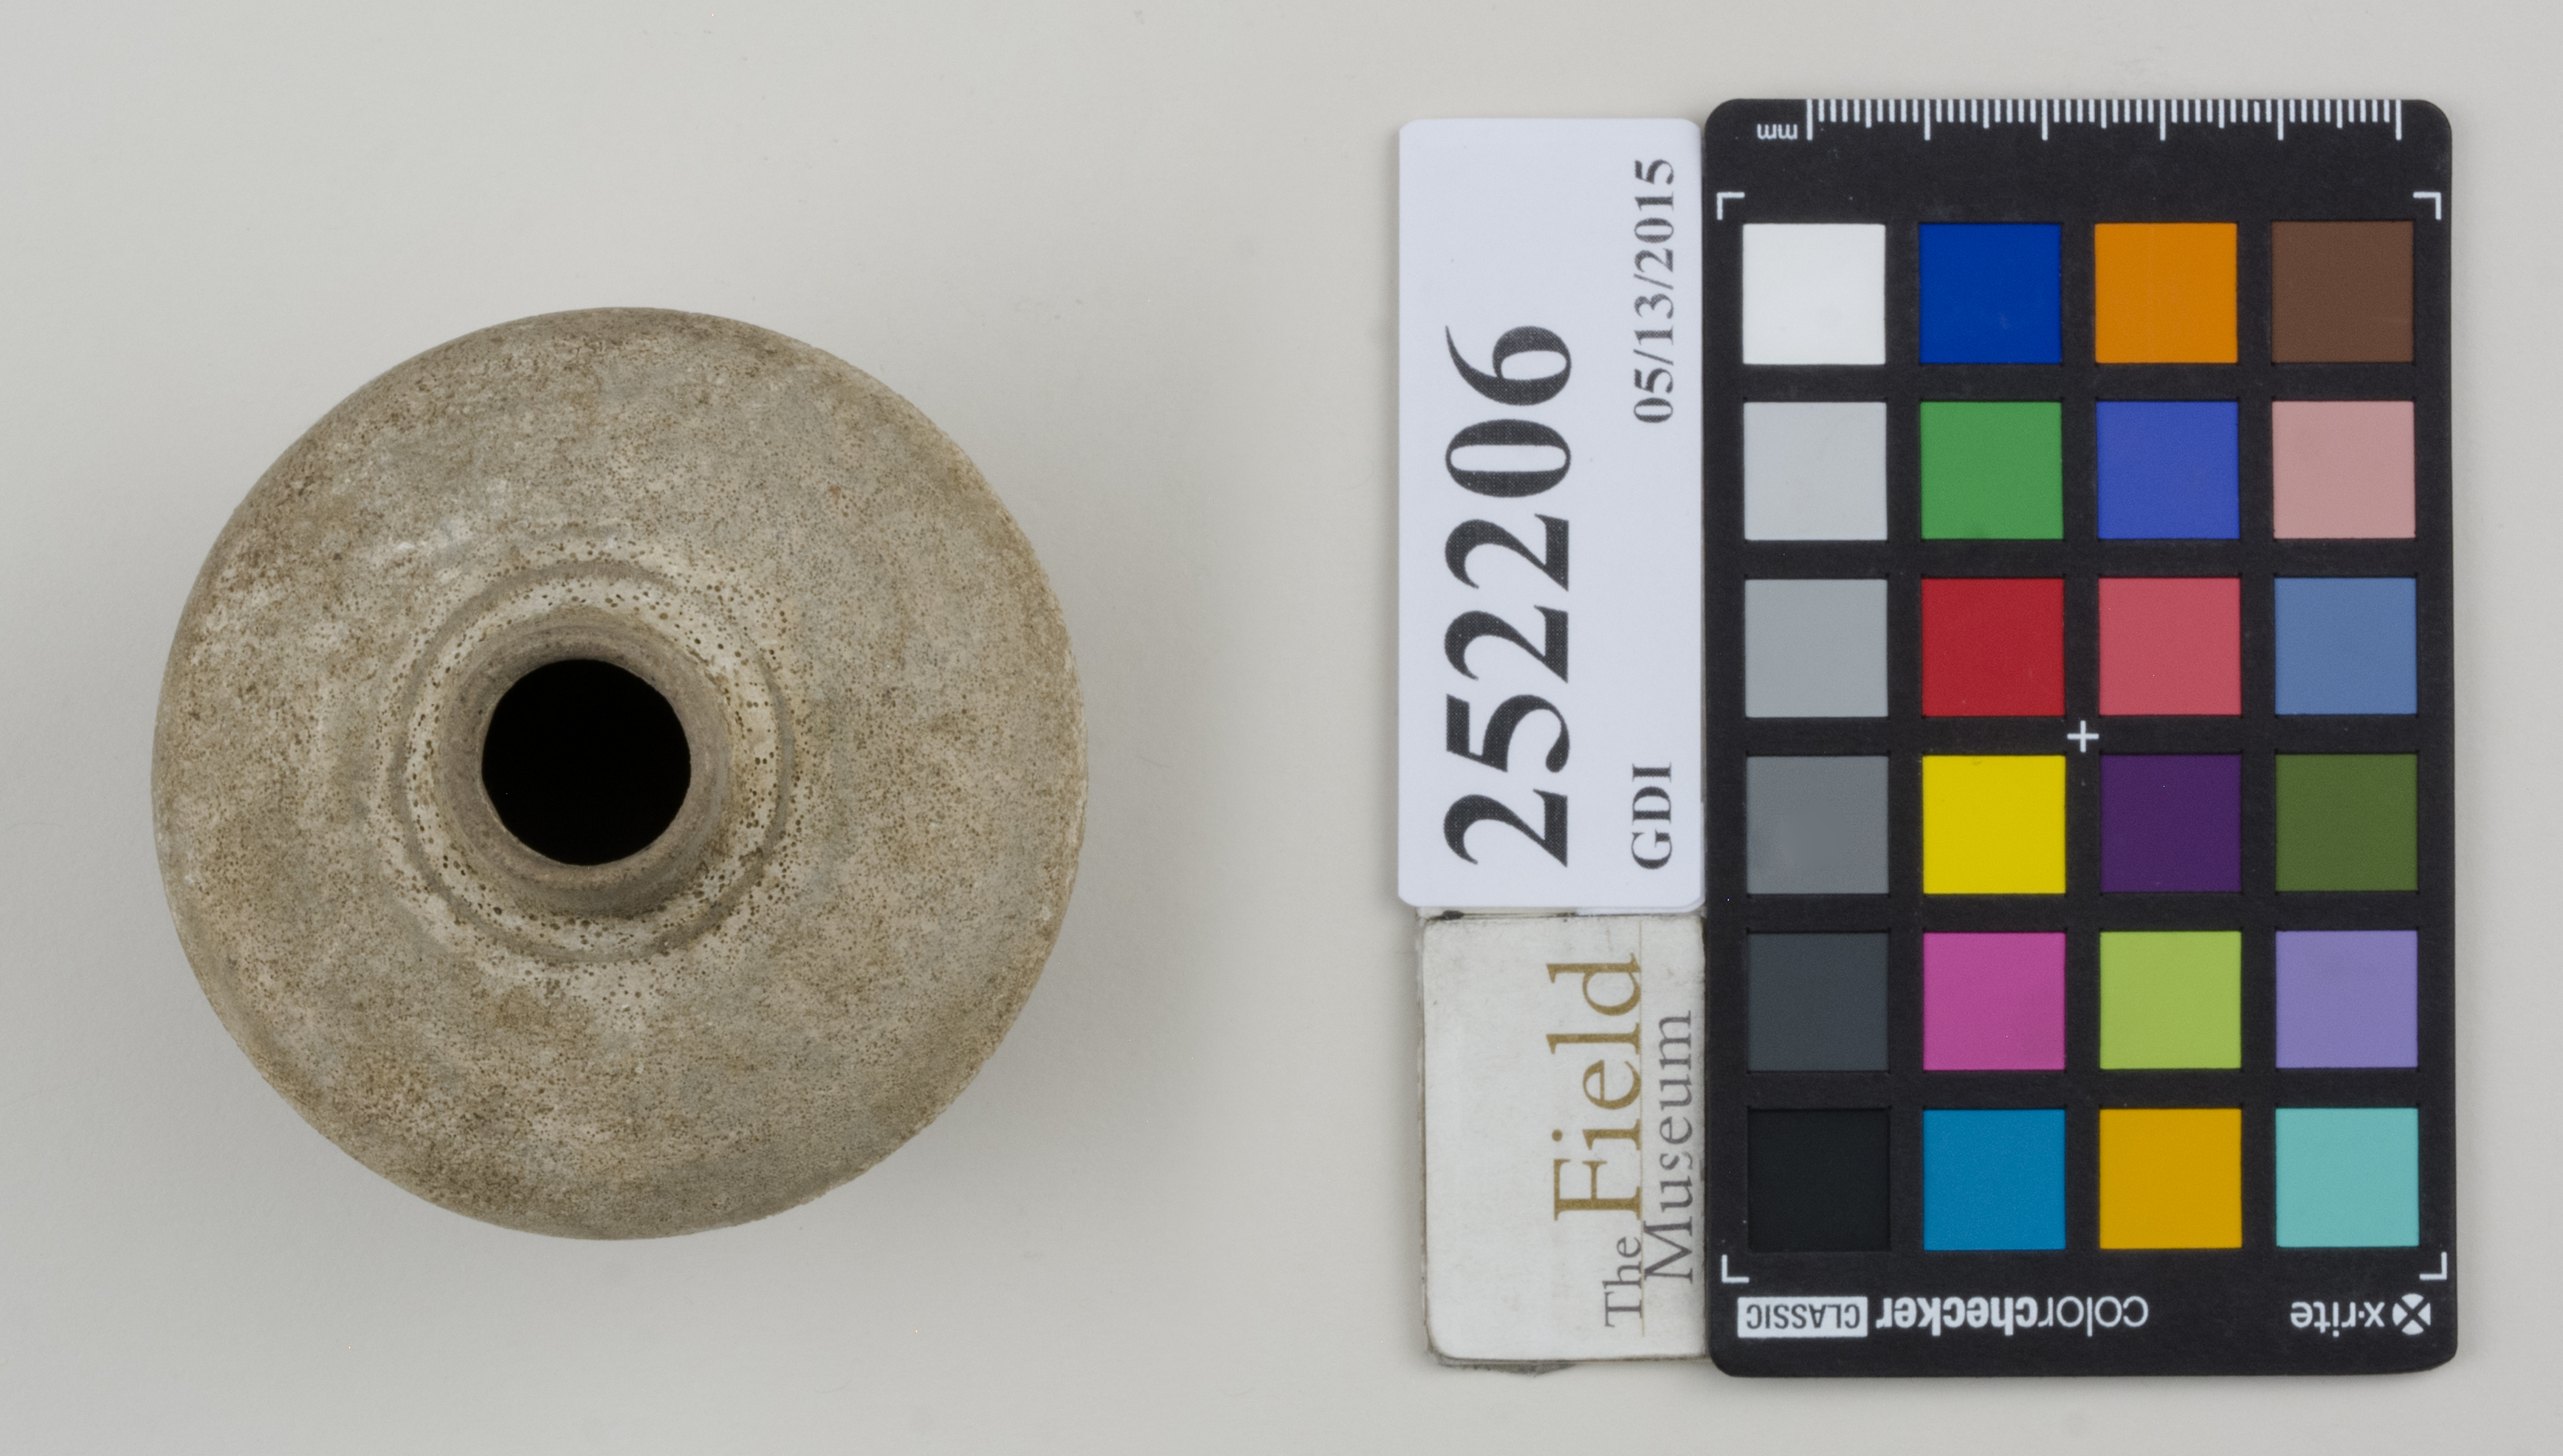 252206
GDI 05/13/2015
The Field
Museum
mm
x-rite
colorchecker CLASSIC